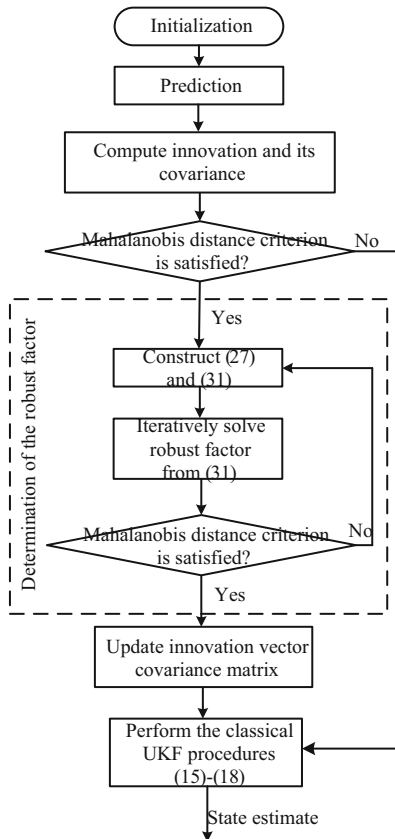 Initialization
Prediction
Compute innovation and its
covariance
Mahalanobis distance criterion
is satisfied?
No
Yes
Determination of the robust factor
Construct (27)
and (31)
Iteratively solve
robust factor
from (31)
Mahalanobis distance criterion
is satisfied?
No
Yes
Update innovation vector
covariance matrix
Perform the classical
UKF procedures
(15)-(18)
State estimate